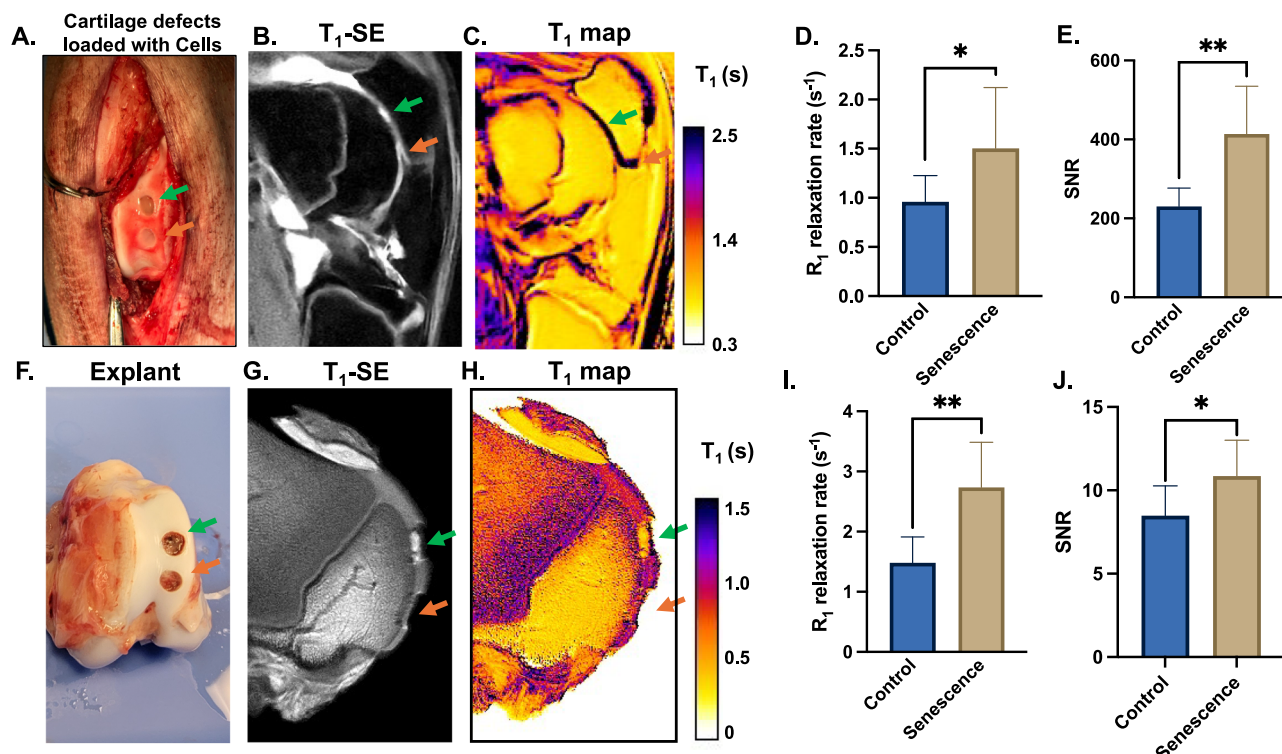 A.
Cartilage defects
loaded with Cells
B.
T₁-SE
C.
T₁ map
T₁ (s)
2.5
1.4
0.3
D.
R₁ relaxation rate (s⁻¹)
2.5
2.0
1.5
1.0
0.5
0.0
*
Control
Senescence
E.
SNR
600
400
200
0
**
Control
Senescence
F.
Explant
G.
T₁-SE
H.
T₁ map
T₁ (s)
1.5
1.0
0.5
0
I.
R₁ relaxation rate (s⁻¹)
4
3
2
1
0
**
Control
Senescence
J.
SNR
15
10
5
0
*
Control
Senescence